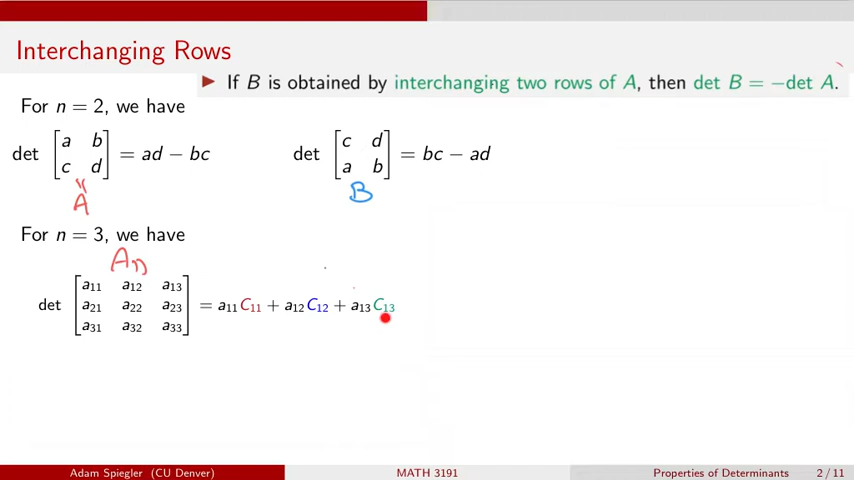 Interchanging Rows
▶ If B is obtained by interchanging two rows of A, then det B = −det A.
For n = 2, we have
det [a b; c d] = ad − bc    det [c d; a b] = bc − ad
A    B
For n = 3, we have
A
det [a₁₁ a₁₂ a₁₃; a₂₁ a₂₂ a₂₃; a₃₁ a₃₂ a₃₃] = a₁₁C₁₁ + a₁₂C₁₂ + a₁₃C₁₃
Adam Spiegler (CU Denver)    MATH 3191    Properties of Determinants    2 / 11